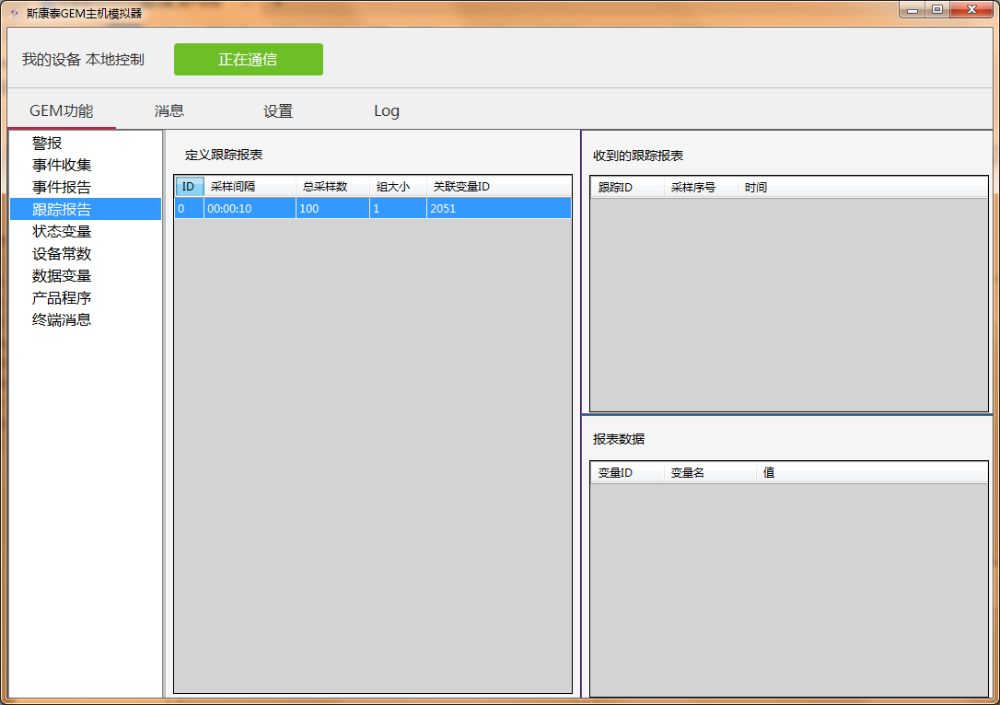 斯康泰GEM主机模拟器
我的设备 本地控制
正在通信
GEM功能 消息 设置 Log
警报
事件收集
事件报告
跟踪报告
状态变量
设备常数
数据变量
产品程序
终端消息
定义跟踪报表
ID 采样间隔 总采样数 组大小 关联变量ID
0 00:00:10 100 1 2051
收到的跟踪报表
跟踪ID 采样序号 时间
报表数据
变量ID 变量名 值